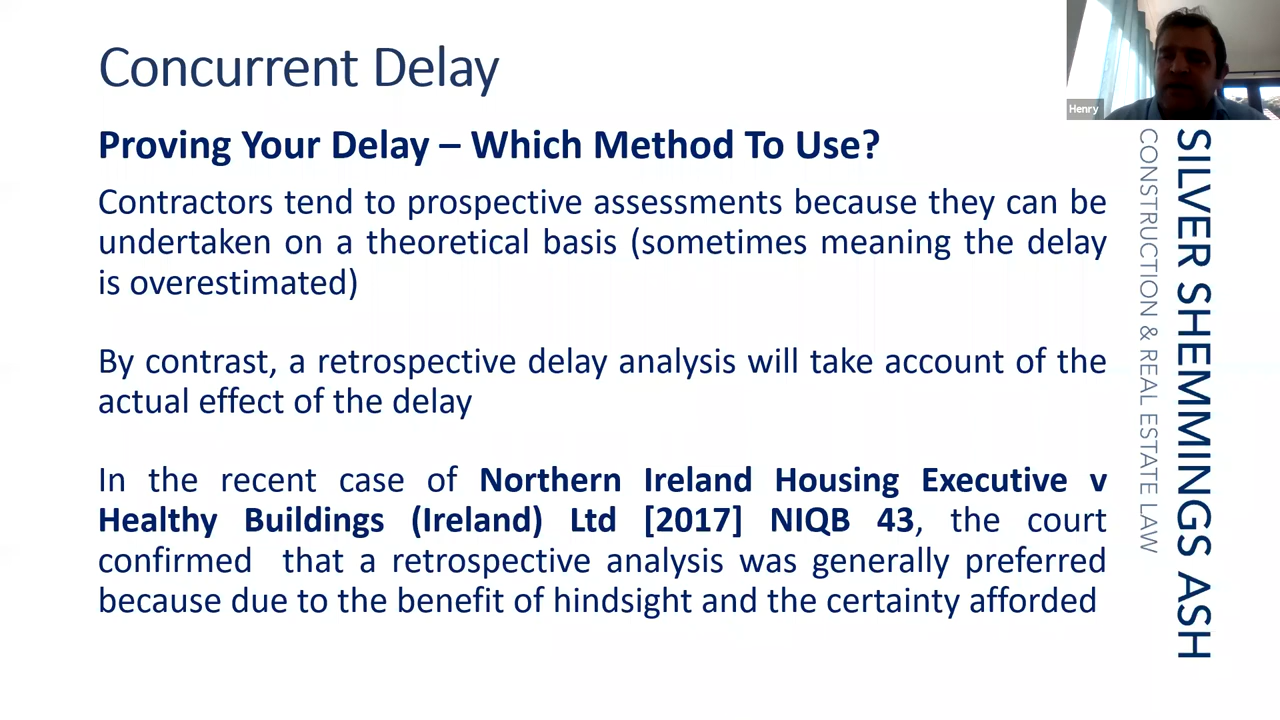 Concurrent Delay
Henry
Proving Your Delay – Which Method To Use?
Contractors tend to prospective assessments because they can be
undertaken on a theoretical basis (sometimes meaning the delay
is overestimated)
By contrast, a retrospective delay analysis will take account of the
actual effect of the delay
In the recent case of Northern Ireland Housing Executive v
Healthy Buildings (Ireland) Ltd [2017] NIQB 43, the court
confirmed that a retrospective analysis was generally preferred
because due to the benefit of hindsight and the certainty afforded
SILVER SHEMMINGS ASH
CONSTRUCTION & REAL ESTATE LAW